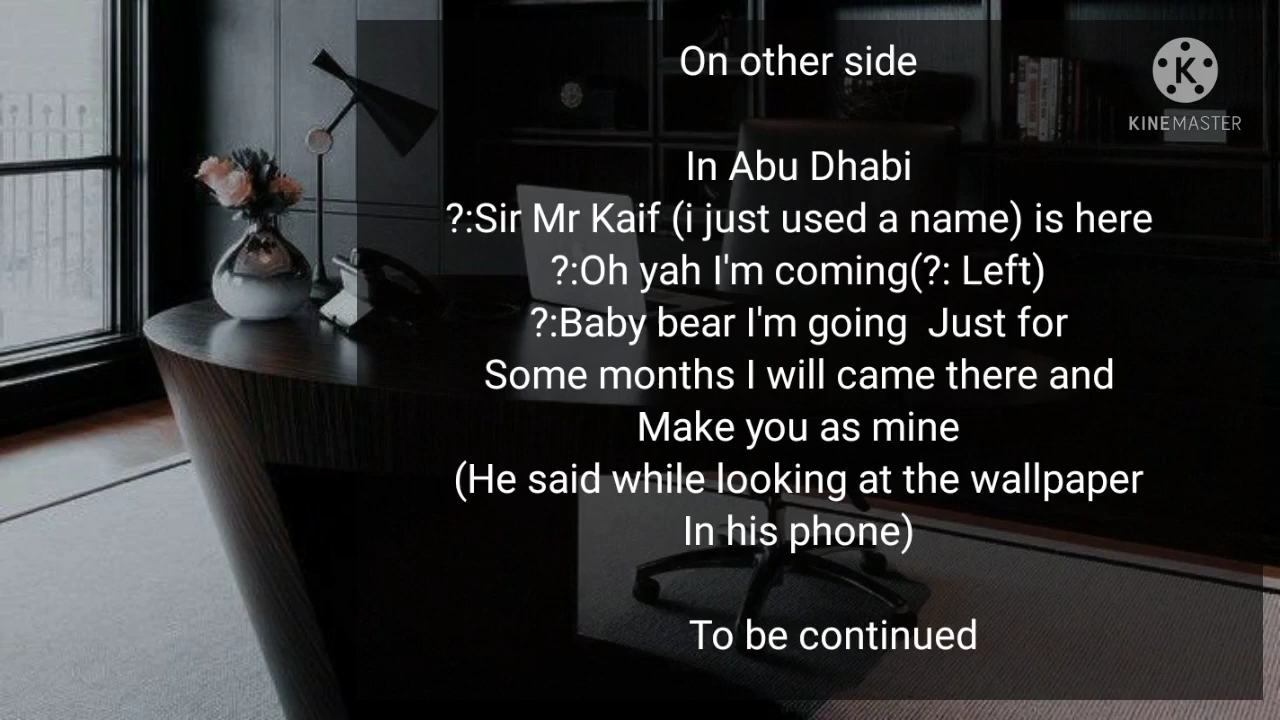 On other side
K
KINEMASTER
In Abu Dhabi
?:Sir Mr Kaif (i just used a name) is here
?:Oh yah I'm coming(?: Left)
?:Baby bear I'm going  Just for
Some months I will came there and
Make you as mine
(He said while looking at the wallpaper
In his phone)
To be continued